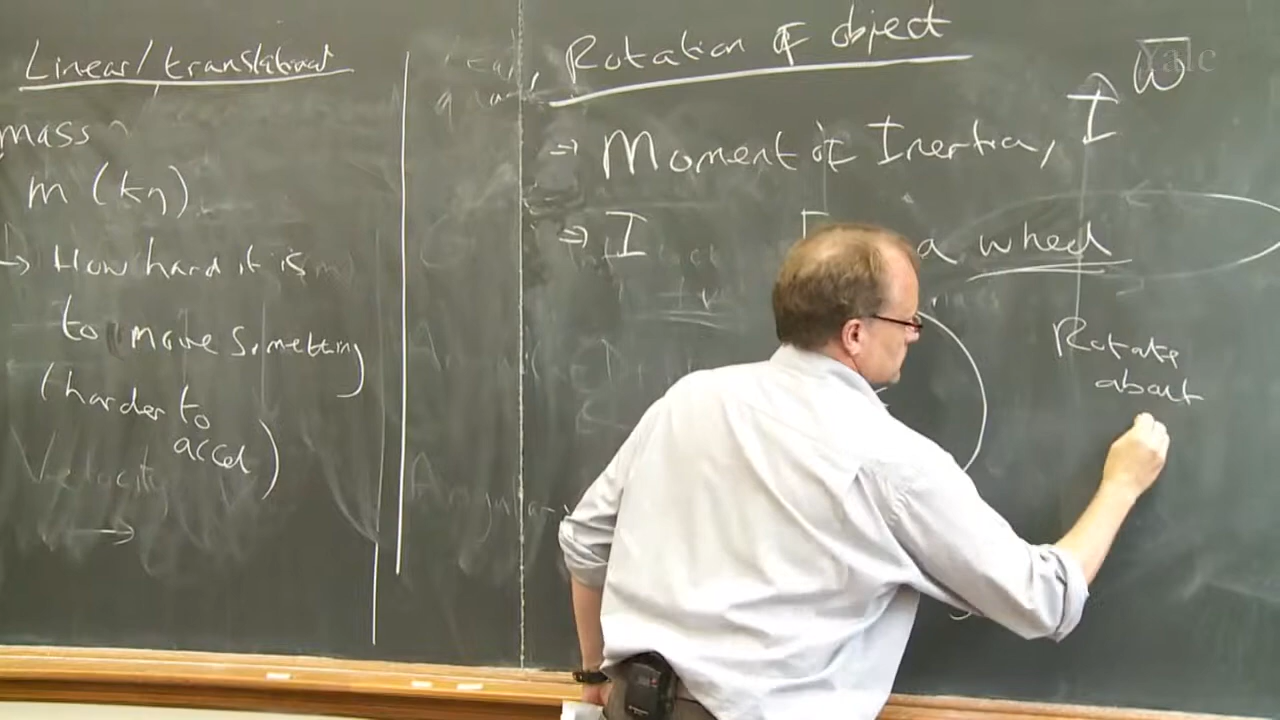 Linear/translational
mass
m (kg)
→ How hard it is
to move something
(harder to
accel)
Velocity
Rotation of object
⇒ Moment of Inertia, I
ω
Yale
⇒ I
a wheel
Rotate
about
Angular